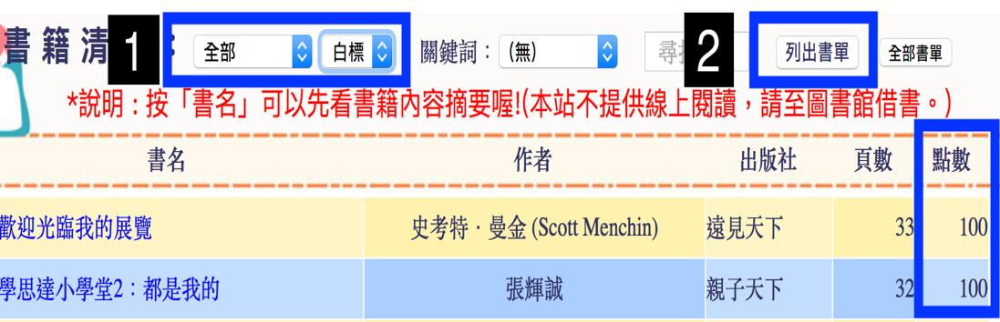 書籍清 1 : 全部 白標 關鍵詞: (無) 尋 2 列出書單 全部書單
*說明:按「書名」可以先看書籍內容摘要喔!(本站不提供線上閱讀,請至圖書館借書。)
書名 作者 出版社 頁數 點數
歡迎光臨我的展覽 史考特·曼金 (Scott Menchin) 遠見天下 33 100
學思達小學堂2:都是我的 張輝誠 親子天下 32 100